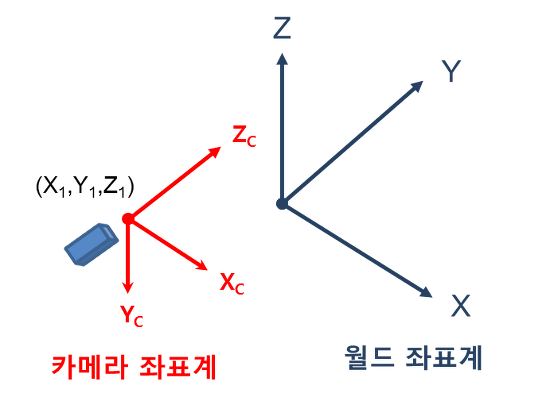 Z
Y
Z_C
(X_1,Y_1,Z_1)
X_C
X
Y_C
카메라 좌표계
월드 좌표계